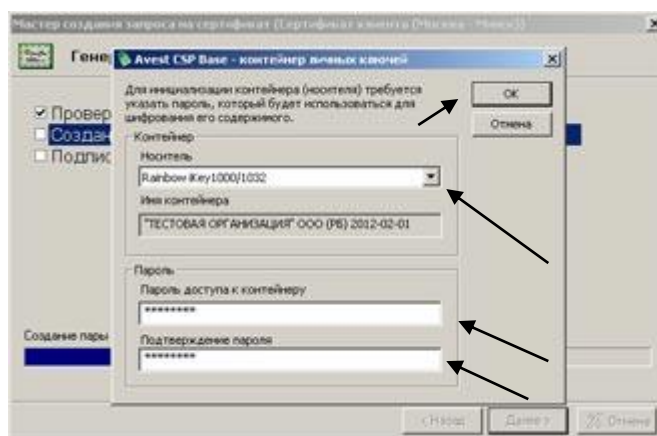 Мастер создания запроса на сертификат (Сертификат клиента (Москва - Минск))
Гене
Avest CSP Base - контейнер личных ключей
Для инициализации контейнера (носителя) требуется
указать пароль, который будет использоваться для
шифрования его содержимого.
OK
Отмена
Провер
Создан
Подпис
Контейнер
Носитель
Rainbow iKey1000/1032
Имя контейнера
"ТЕСТОВАЯ ОРГАНИЗАЦИЯ" ООО (РБ) 2012-02-01
Пароль
Пароль доступа к контейнеру
********
Подтверждение пароля
********
Создание пары
< Назад
Далее >
Отмена